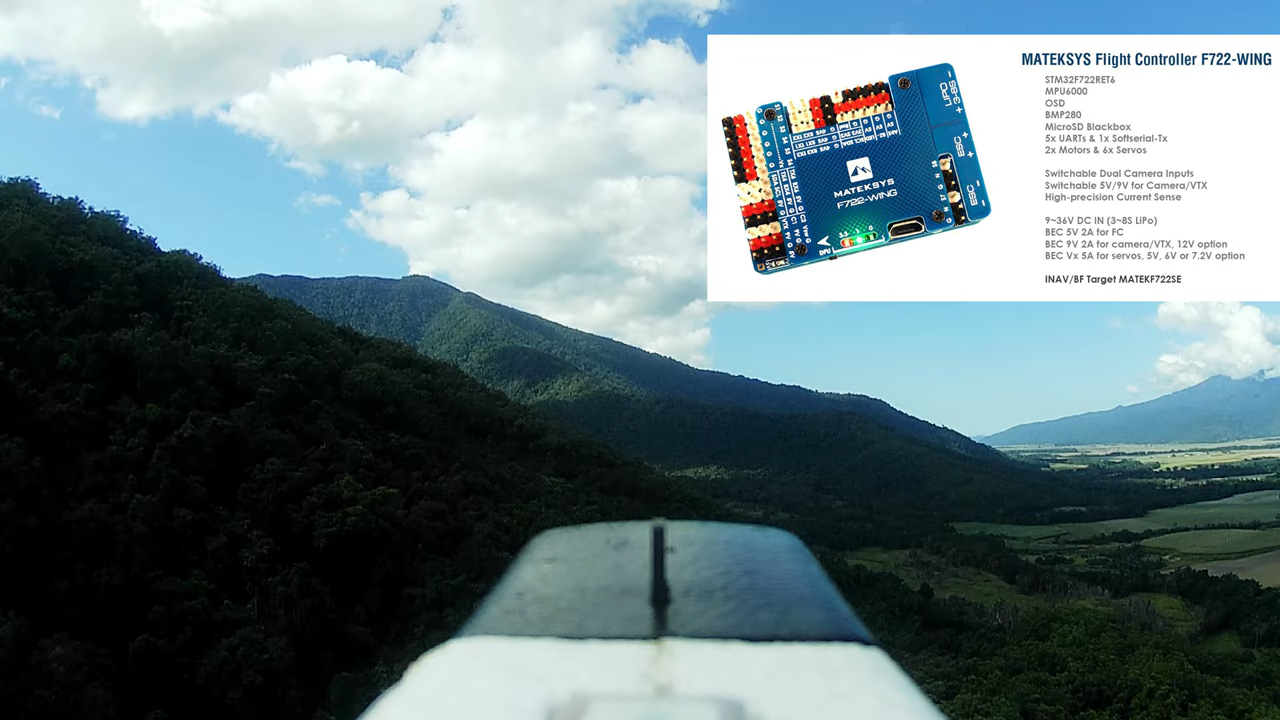 MATEKSYS Flight Controller F722-WING
STM32F722RET6
MPU6000
OSD
BMP280
MicroSD Blackbox
5x UARTs & 1x Softserial-Tx
2x Motors & 6x Servos
Switchable Dual Camera Inputs
Switchable 5V/9V for Camera/VTX
High-precision Current Sense
9~36V DC IN (3~8S LiPo)
BEC 5V 2A for FC
BEC 9V 2A for camera/VTX, 12V option
BEC Vx 5A for servos, 5V, 6V or 7.2V option
INAV/BF Target MATEKF722SE
MATEKSYS
F722-WING
LIPO
+ 3-8S -
ESC
ESC
DFU